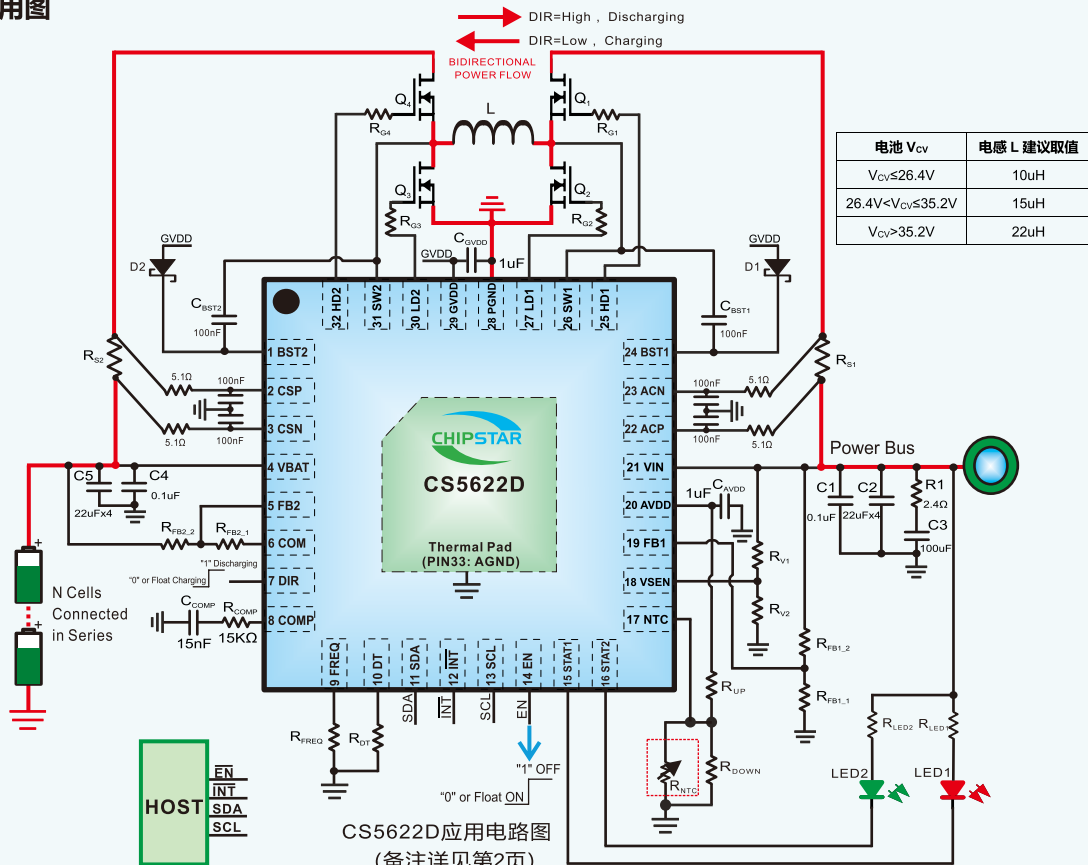 用图
DIR=High , Discharging
DIR=Low , Charging
BIDIRECTIONAL
POWER FLOW
Q4
Q1
L
RG4
RG1
Q3
Q2
RG3
RG2
电池 VCV
电感 L 建议取值
VCV≤26.4V
10uH
26.4V<VCV≤35.2V
15uH
VCV>35.2V
22uH
GVDD
D2
CGVDD
GVDD
1uF
GVDD
D1
32 HD2
31 SW2
30 LD2
29 GVDD
28 PGND
27 LD1
26 SW1
25 HD1
CBST2
100nF
CBST1
100nF
RS2
1 BST2
24 BST1
RS1
5.1Ω
100nF
2 CSP
23 ACN
100nF
5.1Ω
5.1Ω
100nF
3 CSN
22 ACP
100nF
5.1Ω
CHIPSTAR
CS5622D
Thermal Pad
(PIN33: AGND)
Power Bus
C5
C4
4 VBAT
21 VIN
22uFx4
0.1uF
1uF
CAVDD
C1
C2
R1
2.4Ω
0.1uF
22uFx4
C3
100uF
5 FB2
20 AVDD
RFB2_2
RFB2_1
6 COM
19 FB1
RV1
"1" Discharging
"0" or Float Charging
7 DIR
18 VSEN
RV2
CCOMP
RCOMP
15nF
15KΩ
8 COMP
17 NTC
+
+
N Cells
Connected
in Series
RFB1_2
RFB1_1
9 FREQ
10 DT
11 SDA
12 INT
13 SCL
14 EN
15 STAT1
16 STAT2
SDA
INT
SCL
EN
RFREQ
RDT
RUP
RNTC
RDOWN
RLED2
RLED1
LED2
LED1
"1" OFF
“0" or Float ON
HOST
EN
INT
SDA
SCL
CS5622D应用电路图
(备注详见第2页)